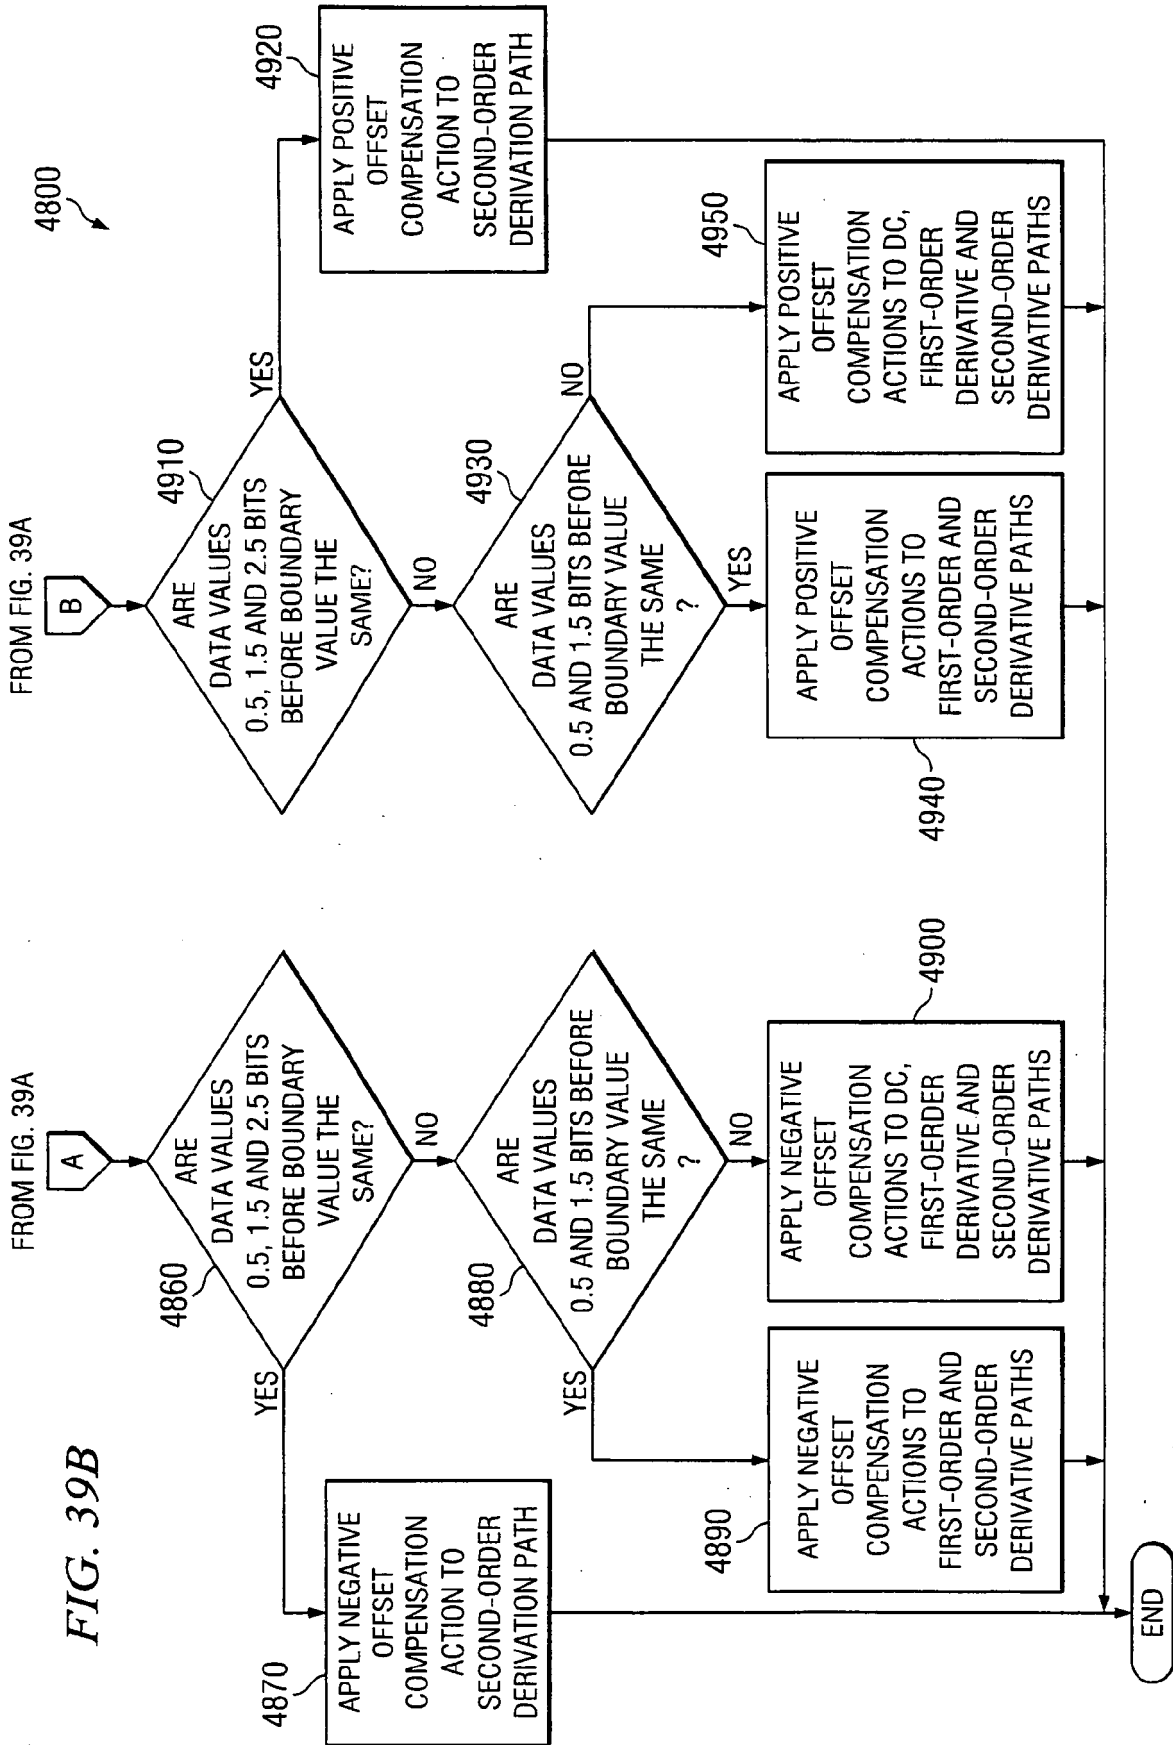 FIG. 39B
4800
FROM FIG. 39A
A
4860
ARE
DATA VALUES
0.5, 1.5 AND 2.5 BITS
BEFORE BOUNDARY
VALUE THE
SAME?
YES
NO
4870
APPLY NEGATIVE
OFFSET
COMPENSATION
ACTION TO
SECOND-ORDER
DERIVATION PATH
4880
ARE
DATA VALUES
0.5 AND 1.5 BITS BEFORE
BOUNDARY VALUE
THE SAME
?
YES
NO
4890
APPLY NEGATIVE
OFFSET
COMPENSATION
ACTIONS TO
FIRST-ORDER AND
SECOND-ORDER
DERIVATIVE PATHS
4900
APPLY NEGATIVE
OFFSET
COMPENSATION
ACTIONS TO DC,
FIRST-OERDER
DERIVATIVE AND
SECOND-ORDER
DERIVATIVE PATHS
FROM FIG. 39A
B
4910
ARE
DATA VALUES
0.5, 1.5 AND 2.5 BITS
BEFORE BOUNDARY
VALUE THE
SAME?
YES
NO
4920
APPLY POSITIVE
OFFSET
COMPENSATION
ACTION TO
SECOND-ORDER
DERIVATION PATH
4930
ARE
DATA VALUES
0.5 AND 1.5 BITS BEFORE
BOUNDARY VALUE
THE SAME
?
NO
YES
4940
APPLY POSITIVE
OFFSET
COMPENSATION
ACTIONS TO
FIRST-ORDER AND
SECOND-ORDER
DERIVATIVE PATHS
4950
APPLY POSITIVE
OFFSET
COMPENSATION
ACTIONS TO DC,
FIRST-ORDER
DERIVATIVE AND
SECOND-ORDER
DERIVATIVE PATHS
END